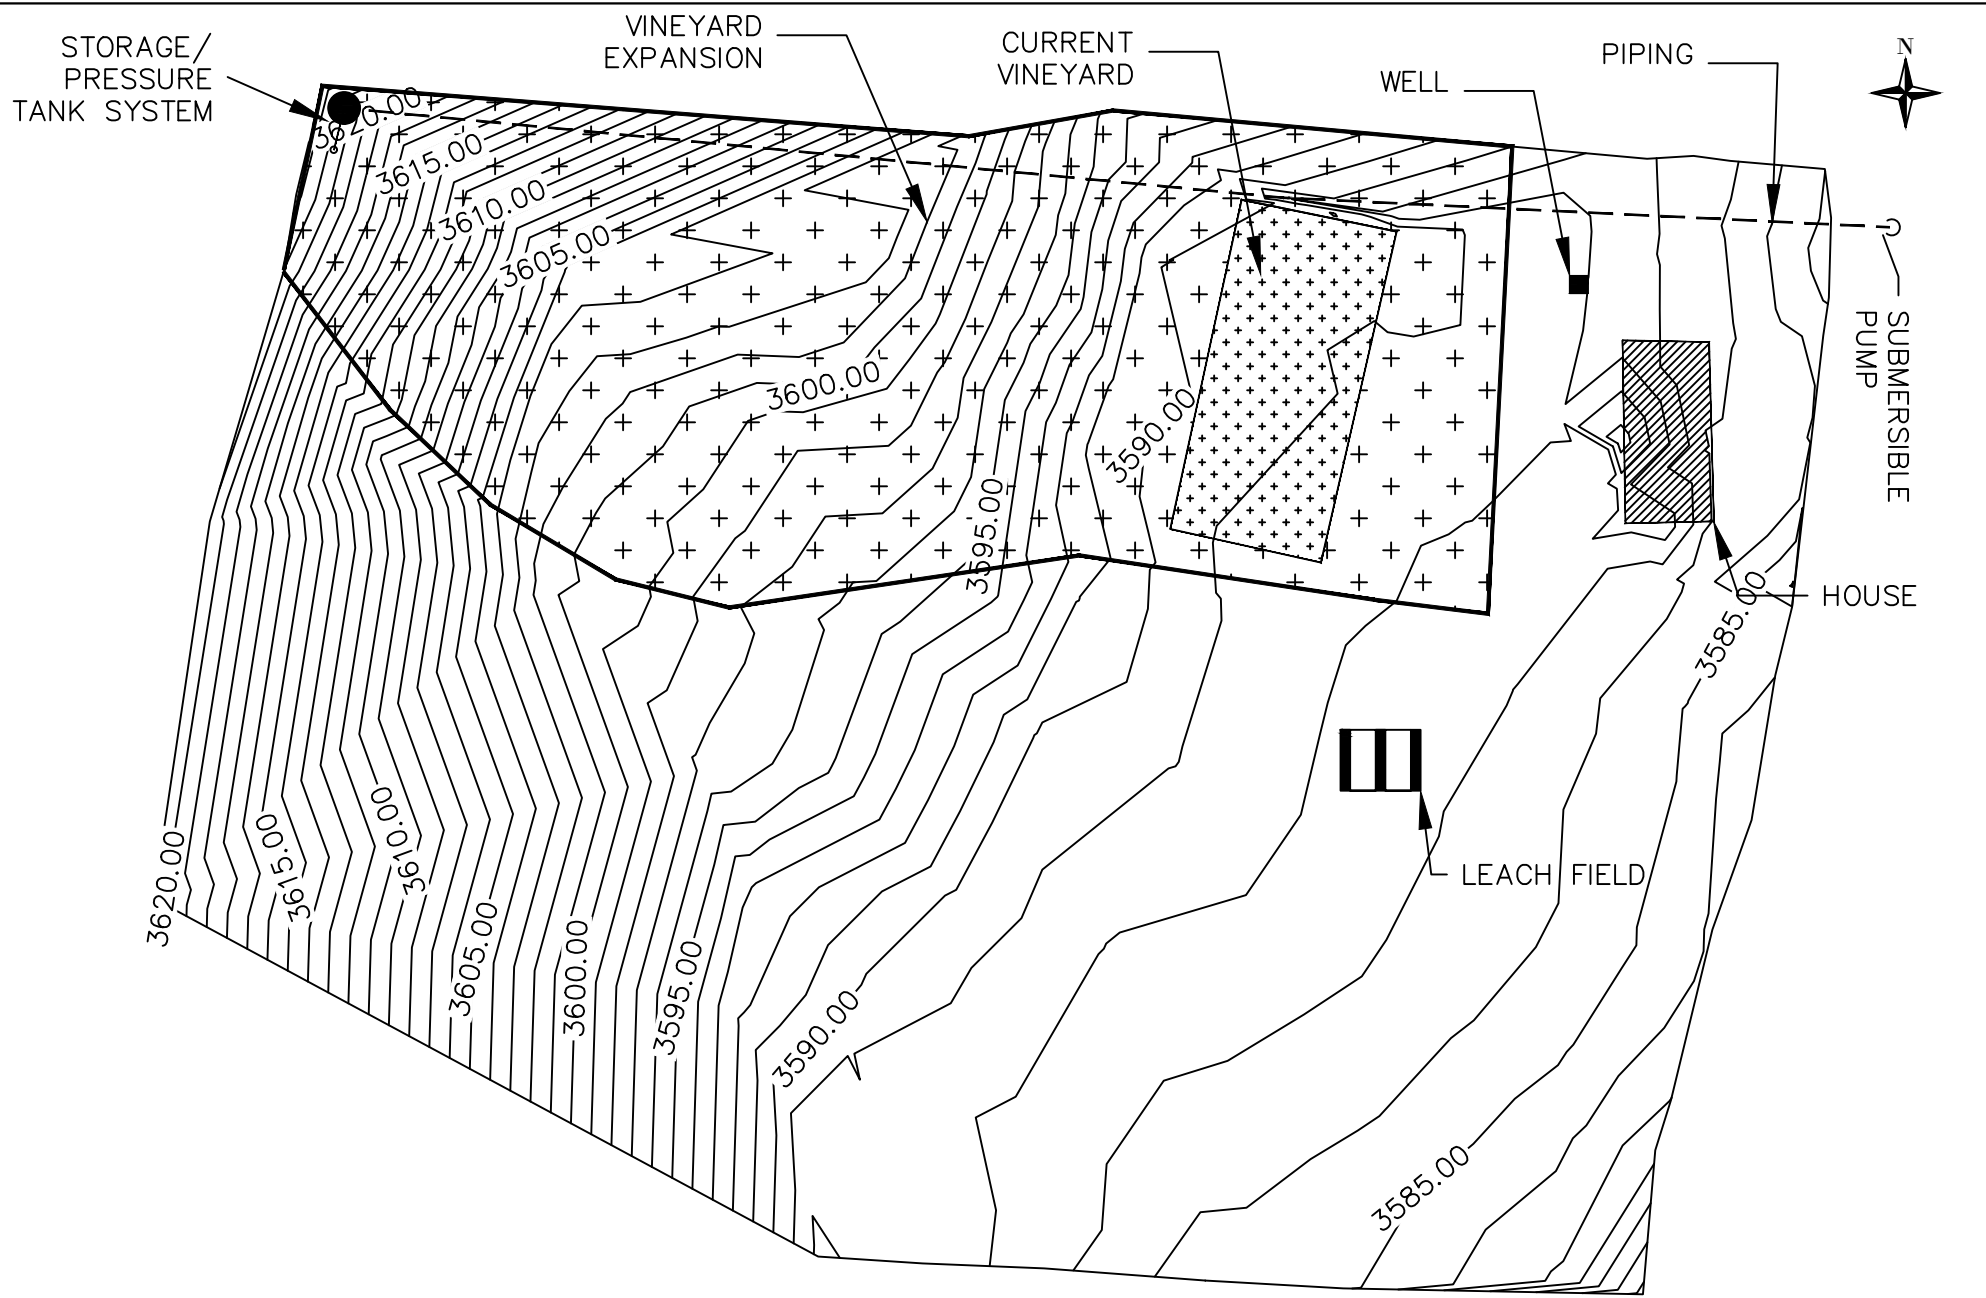 STORAGE/
PRESSURE
TANK SYSTEM
VINEYARD
EXPANSION
CURRENT
VINEYARD
WELL
PIPING
N
3620.00
3615.00
3610.00
3605.00
3600.00
3595.00
3590.00
SUBMERSIBLE
PUMP
HOUSE
3585.00
LEACH FIELD
3620.00
3615.00
3610.00
3605.00
3600.00
3595.00
3590.00
3585.00